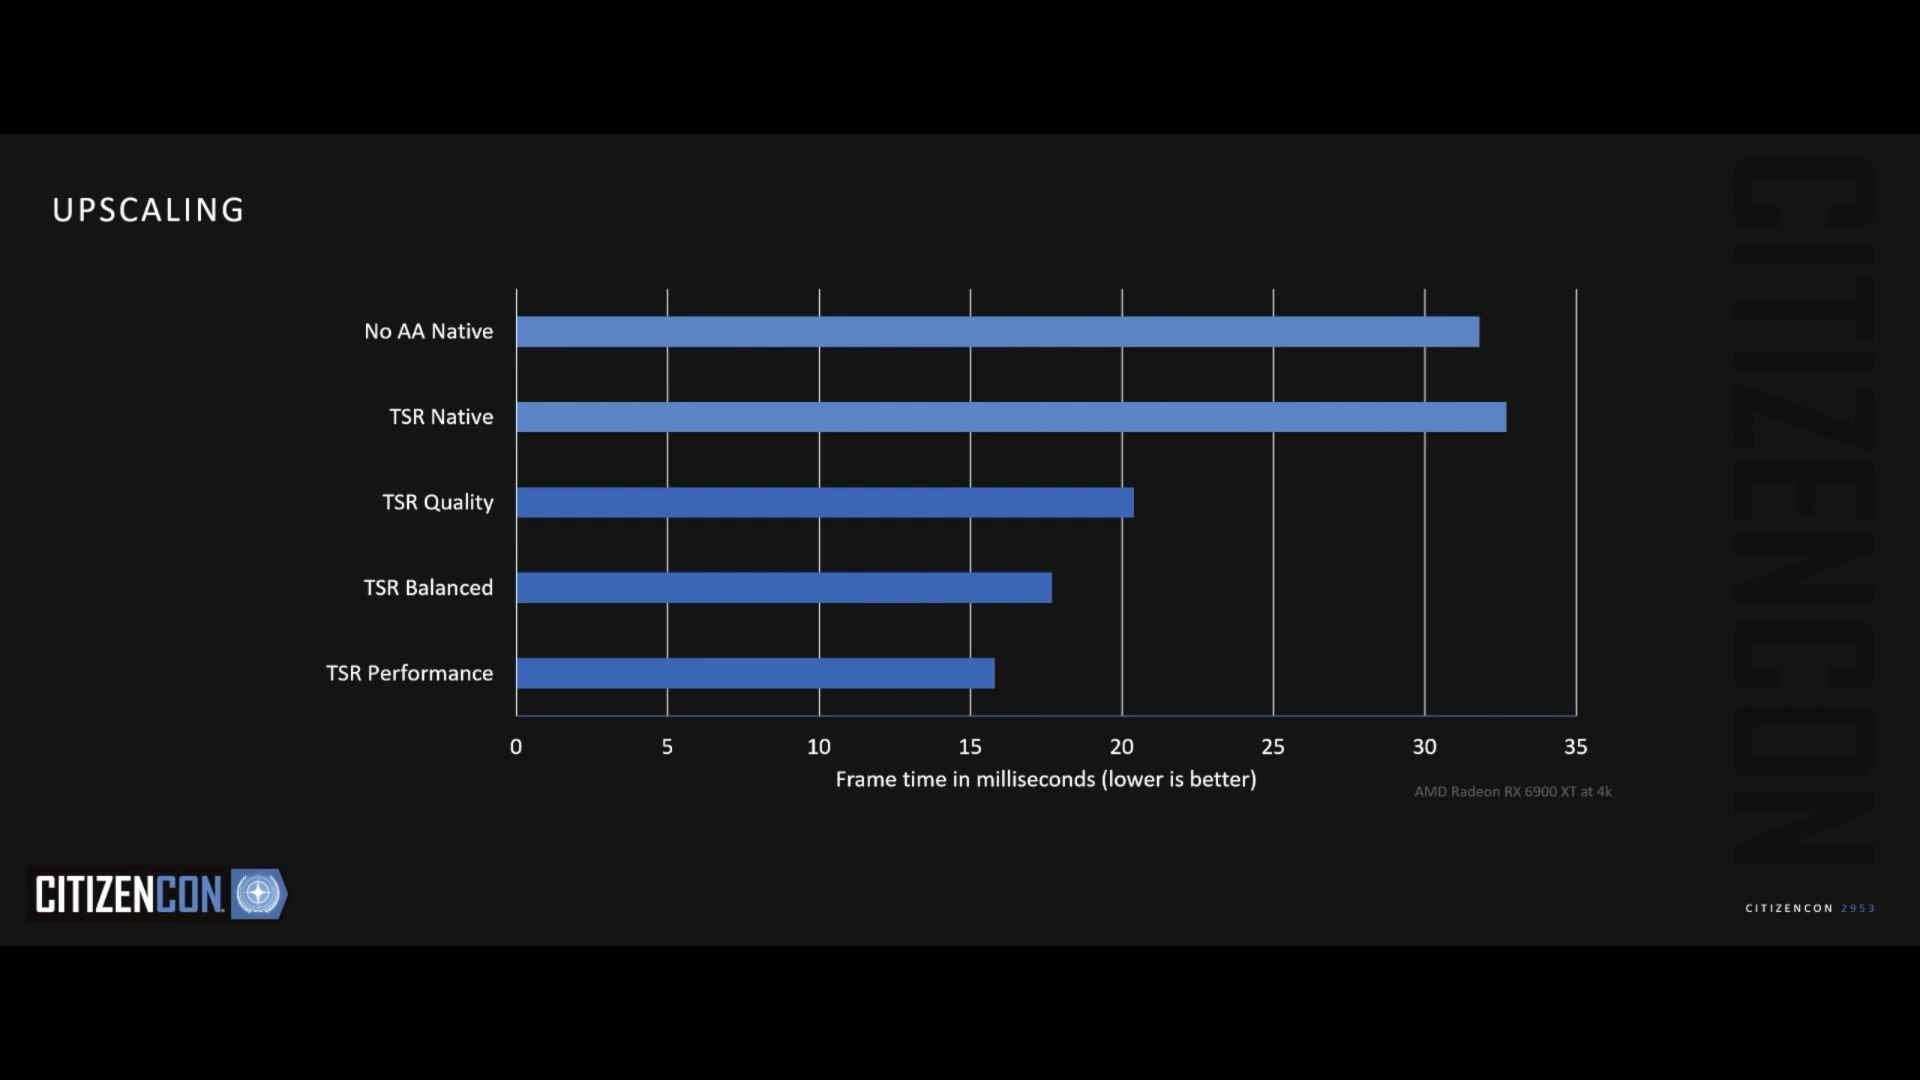 UPSCALING
No AA Native
TSR Native
TSR Quality
TSR Balanced
TSR Performance
0 5 10 15 20 25 30 35
Frame time in milliseconds (lower is better)
AMD Radeon RX 6900 XT at 4k
CITIZENCON
CITIZENCON.
CITIZENCON 2953